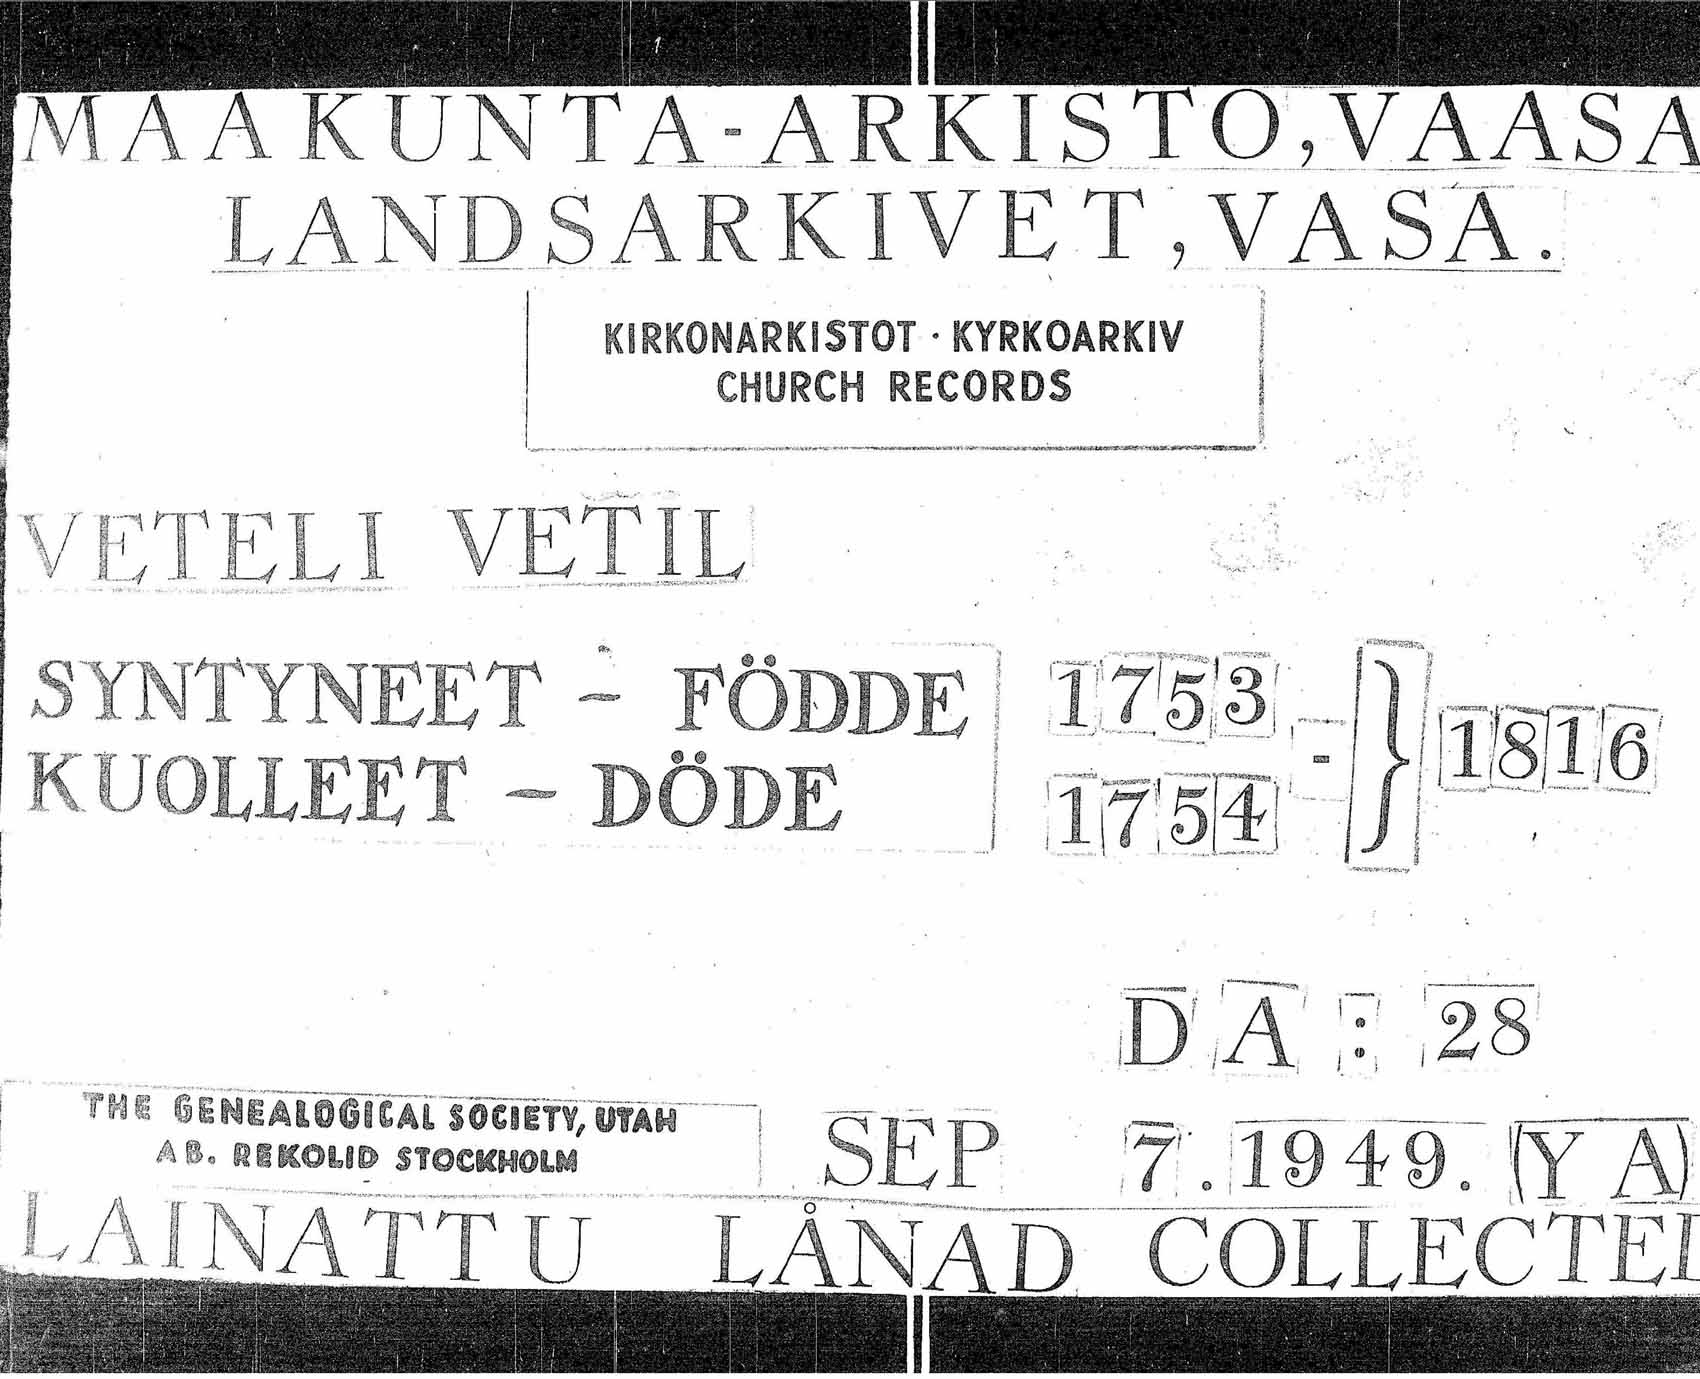 MAAKUNTA-ARKISTO, VAASA
LANDSARKIVET, VASA.
KIRKONARKISTOT · KYRKOARKIV
CHURCH RECORDS
VETELI VETIL
SYNTYNEET - FÖDDE 1753
- } 1816
KUOLLEET - DÖDE 1754
DA: 28
THE GENEALOGICAL SOCIETY, UTAH
AB. REKOLID STOCKHOLM
SEP 7. 1949. (YA)
LAINATTU LÅNAD COLLECTED